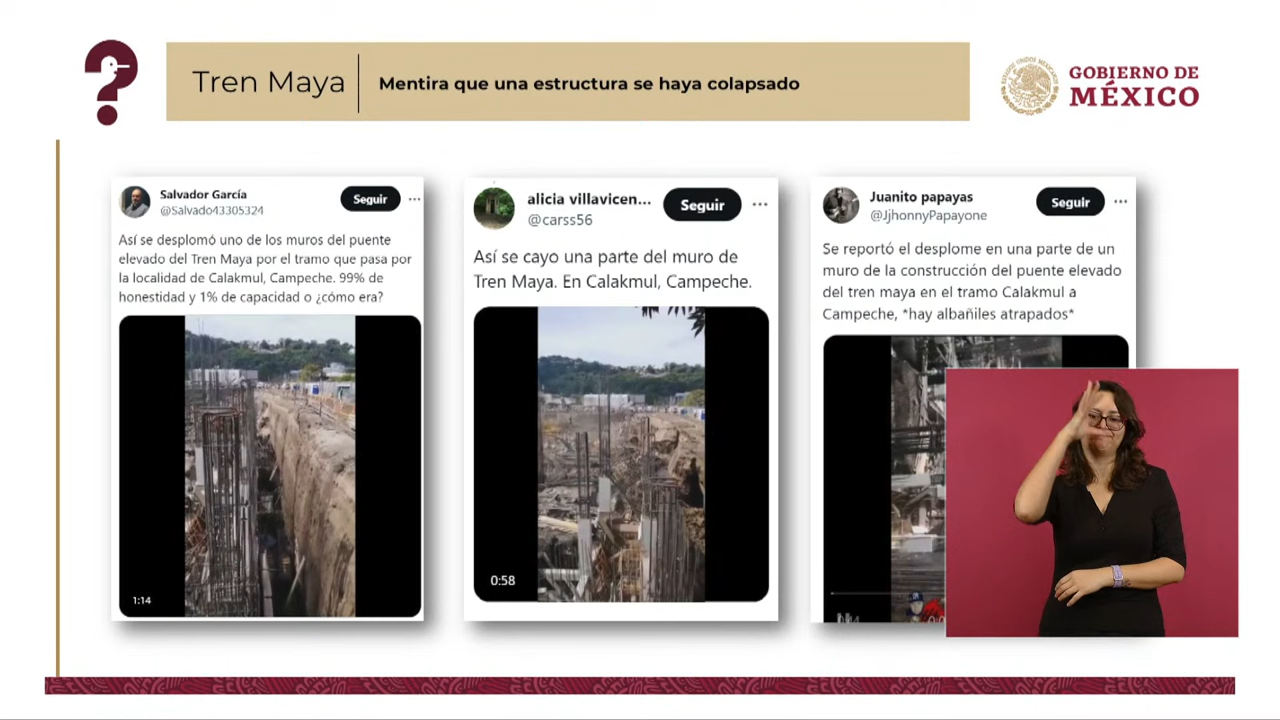 Tren Maya
Mentira que una estructura se haya colapsado
GOBIERNO DE
MÉXICO
Salvador García
@Salvado43305324
Seguir
Así se desplomó uno de los muros del puente
elevado del Tren Maya por el tramo que pasa por
la localidad de Calakmul, Campeche. 99% de
honestidad y 1% de capacidad o ¿cómo era?
1:14
alicia villavicen...
@carss56
Seguir
Así se cayo una parte del muro de
Tren Maya. En Calakmul, Campeche.
0:58
Juanito papayas
@JjhonnyPapayone
Seguir
Se reportó el desplome en una parte de un
muro de la construcción del puente elevado
del tren maya en el tramo Calakmul a
Campeche, *hay albañiles atrapados*